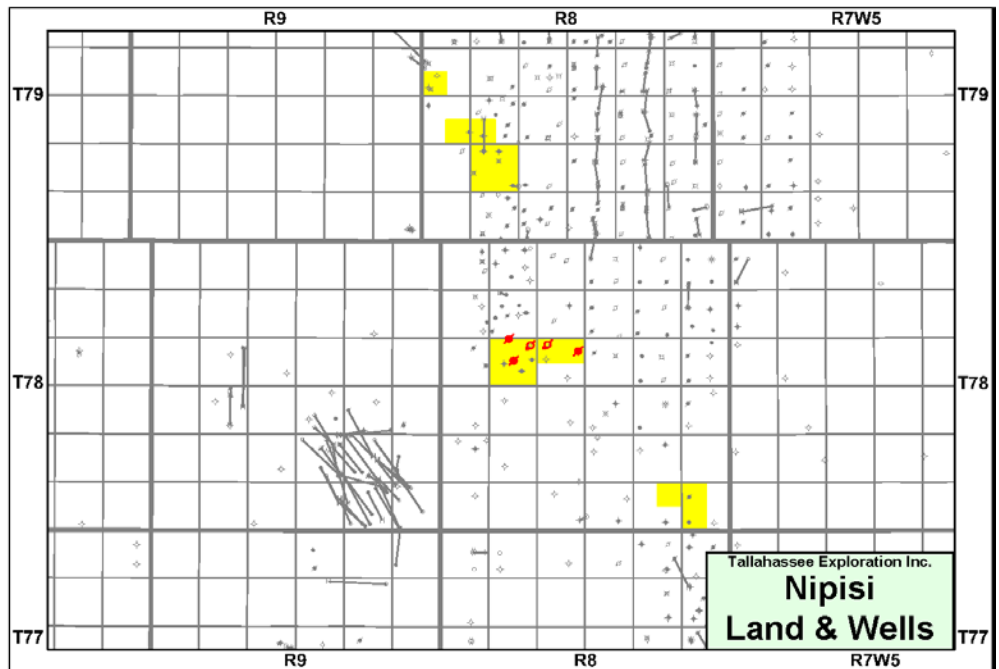 R9 R8 R7W5
T79 T79
T78 T78
Tallahassee Exploration Inc.
Nipisi
Land & Wells
T77 T77
R9 R8 R7W5